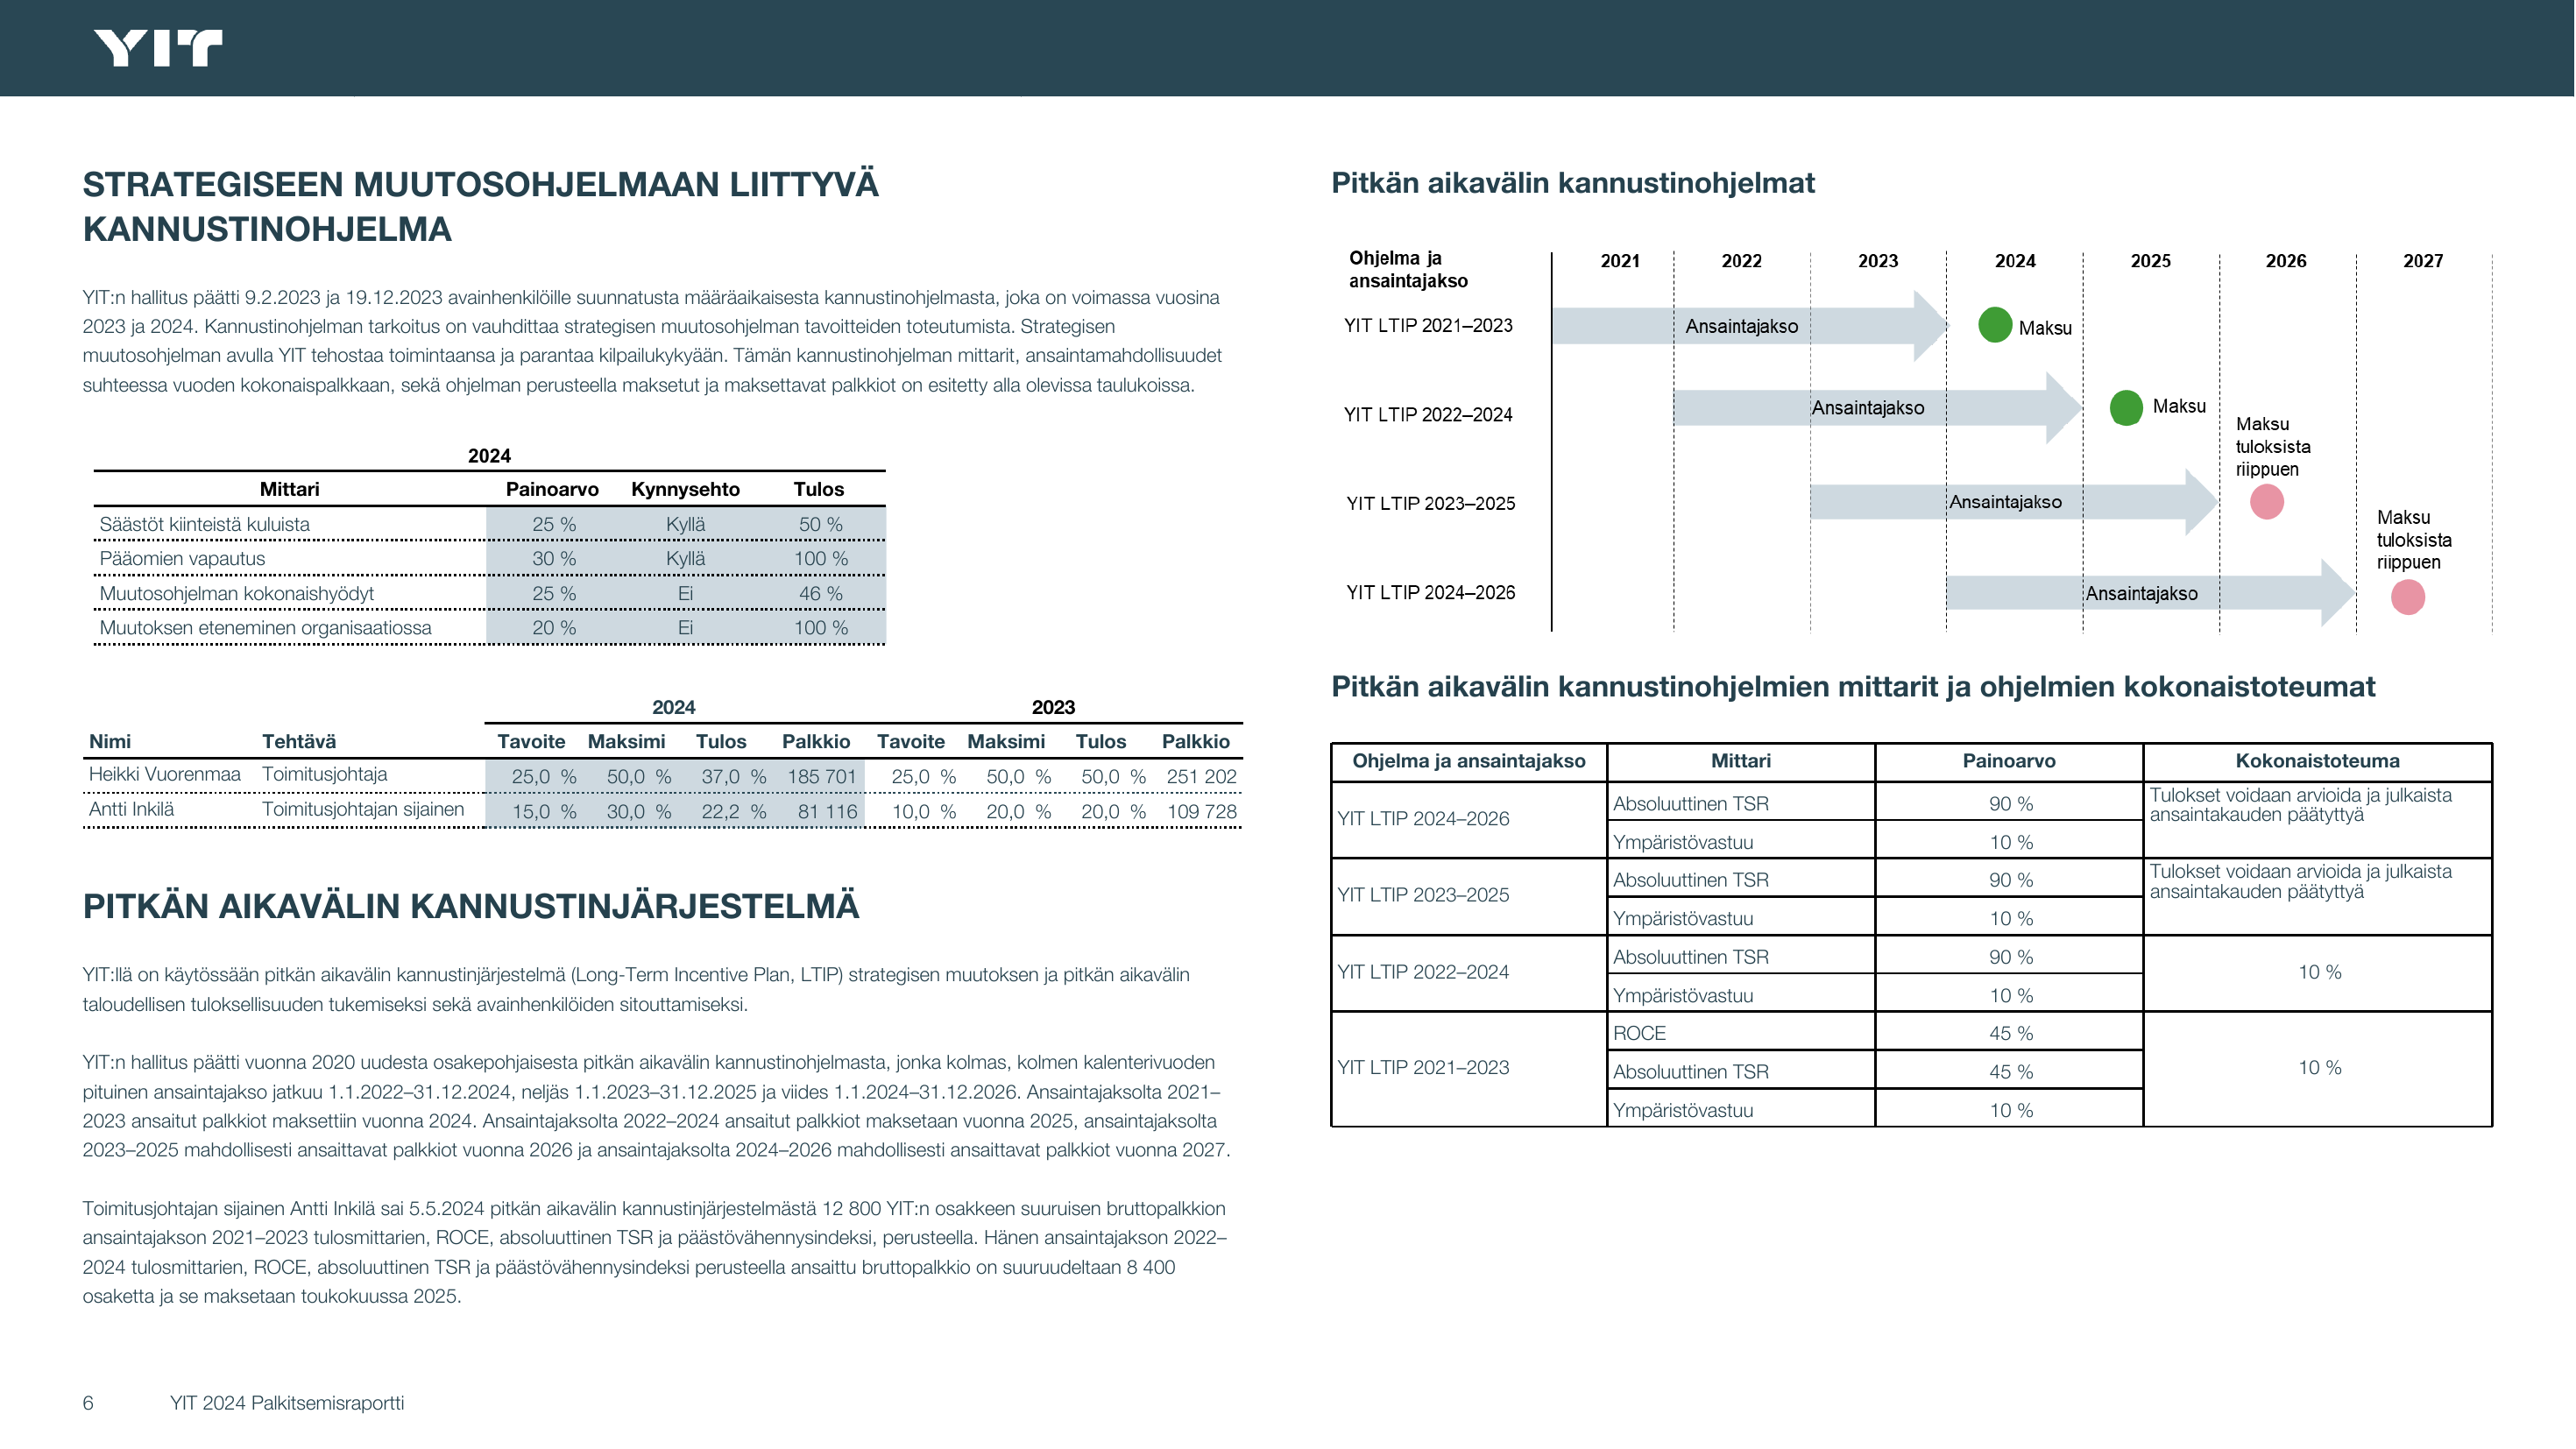 YIT
STRATEGISEEN MUUTOSOHJELMAAN LIITTYVÄ
KANNUSTINOHJELMA
YIT:n hallitus päätti 9.2.2023 ja 19.12.2023 avainhenkilöille suunnatusta määräaikaisesta kannustinohjelmasta, joka on voimassa vuosina
2023 ja 2024. Kannustinohjelman tarkoitus on vauhdittaa strategisen muutosohjelman tavoitteiden toteutumista. Strategisen
muutosohjelman avulla YIT tehostaa toimintaansa ja parantaa kilpailukykyään. Tämän kannustinohjelman mittarit, ansaintamahdollisuudet
suhteessa vuoden kokonaispalkkaan, sekä ohjelman perusteella maksetut ja maksettavat palkkiot on esitetty alla olevissa taulukoissa.
2024
Mittari Painoarvo Kynnysehto Tulos
Säästöt kiinteistä kuluista 25 % Kyllä 50 %
Pääomien vapautus 30 % Kyllä 100 %
Muutosohjelman kokonaishyödyt 25 % Ei 46 %
Muutoksen eteneminen organisaatiossa 20 % Ei 100 %
2024 2023
Nimi Tehtävä Tavoite Maksimi Tulos Palkkio Tavoite Maksimi Tulos Palkkio
Heikki Vuorenmaa Toimitusjohtaja 25,0 % 50,0 % 37,0 % 185 701 25,0 % 50,0 % 50,0 % 251 202
Antti Inkilä Toimitusjohtajan sijainen 15,0 % 30,0 % 22,2 % 81 116 10,0 % 20,0 % 20,0 % 109 728
PITKÄN AIKAVÄLIN KANNUSTINJÄRJESTELMÄ
YIT:llä on käytössään pitkän aikavälin kannustinjärjestelmä (Long-Term Incentive Plan, LTIP) strategisen muutoksen ja pitkän aikavälin
taloudellisen tuloksellisuuden tukemiseksi sekä avainhenkilöiden sitouttamiseksi.
YIT:n hallitus päätti vuonna 2020 uudesta osakepohjaisesta pitkän aikavälin kannustinohjelmasta, jonka kolmas, kolmen kalenterivuoden
pituinen ansaintajakso jatkuu 1.1.2022–31.12.2024, neljäs 1.1.2023–31.12.2025 ja viides 1.1.2024–31.12.2026. Ansaintajaksolta 2021–
2023 ansaitut palkkiot maksettiin vuonna 2024. Ansaintajaksolta 2022–2024 ansaitut palkkiot maksetaan vuonna 2025, ansaintajaksolta
2023–2025 mahdollisesti ansaittavat palkkiot vuonna 2026 ja ansaintajaksolta 2024–2026 mahdollisesti ansaittavat palkkiot vuonna 2027.
Toimitusjohtajan sijainen Antti Inkilä sai 5.5.2024 pitkän aikavälin kannustinjärjestelmästä 12 800 YIT:n osakkeen suuruisen bruttopalkkion
ansaintajakson 2021–2023 tulosmittarien, ROCE, absoluuttinen TSR ja päästövähennysindeksi, perusteella. Hänen ansaintajakson 2022–
2024 tulosmittarien, ROCE, absoluuttinen TSR ja päästövähennysindeksi perusteella ansaittu bruttopalkkio on suuruudeltaan 8 400
osaketta ja se maksetaan toukokuussa 2025.
Pitkän aikavälin kannustinohjelmat
Ohjelma ja
ansaintajakso
2021 2022 2023 2024 2025 2026 2027
YIT LTIP 2021–2023 Ansaintajakso Maksu
YIT LTIP 2022–2024 Ansaintajakso Maksu
Maksu
tuloksista
riippuen
YIT LTIP 2023–2025 Ansaintajakso
Maksu
tuloksista
riippuen
YIT LTIP 2024–2026 Ansaintajakso
Pitkän aikavälin kannustinohjelmien mittarit ja ohjelmien kokonaistoteumat
Ohjelma ja ansaintajakso Mittari Painoarvo Kokonaistoteuma
YIT LTIP 2024–2026
Absoluuttinen TSR 90 %
Ympäristövastuu 10 %
Tulokset voidaan arvioida ja julkaista
ansaintakauden päätyttyä
YIT LTIP 2023–2025
Absoluuttinen TSR 90 %
Ympäristövastuu 10 %
Tulokset voidaan arvioida ja julkaista
ansaintakauden päätyttyä
YIT LTIP 2022–2024
Absoluuttinen TSR 90 %
Ympäristövastuu 10 %
10 %
YIT LTIP 2021–2023
ROCE 45 %
Absoluuttinen TSR 45 %
Ympäristövastuu 10 %
10 %
6 YIT 2024 Palkitsemisraportti